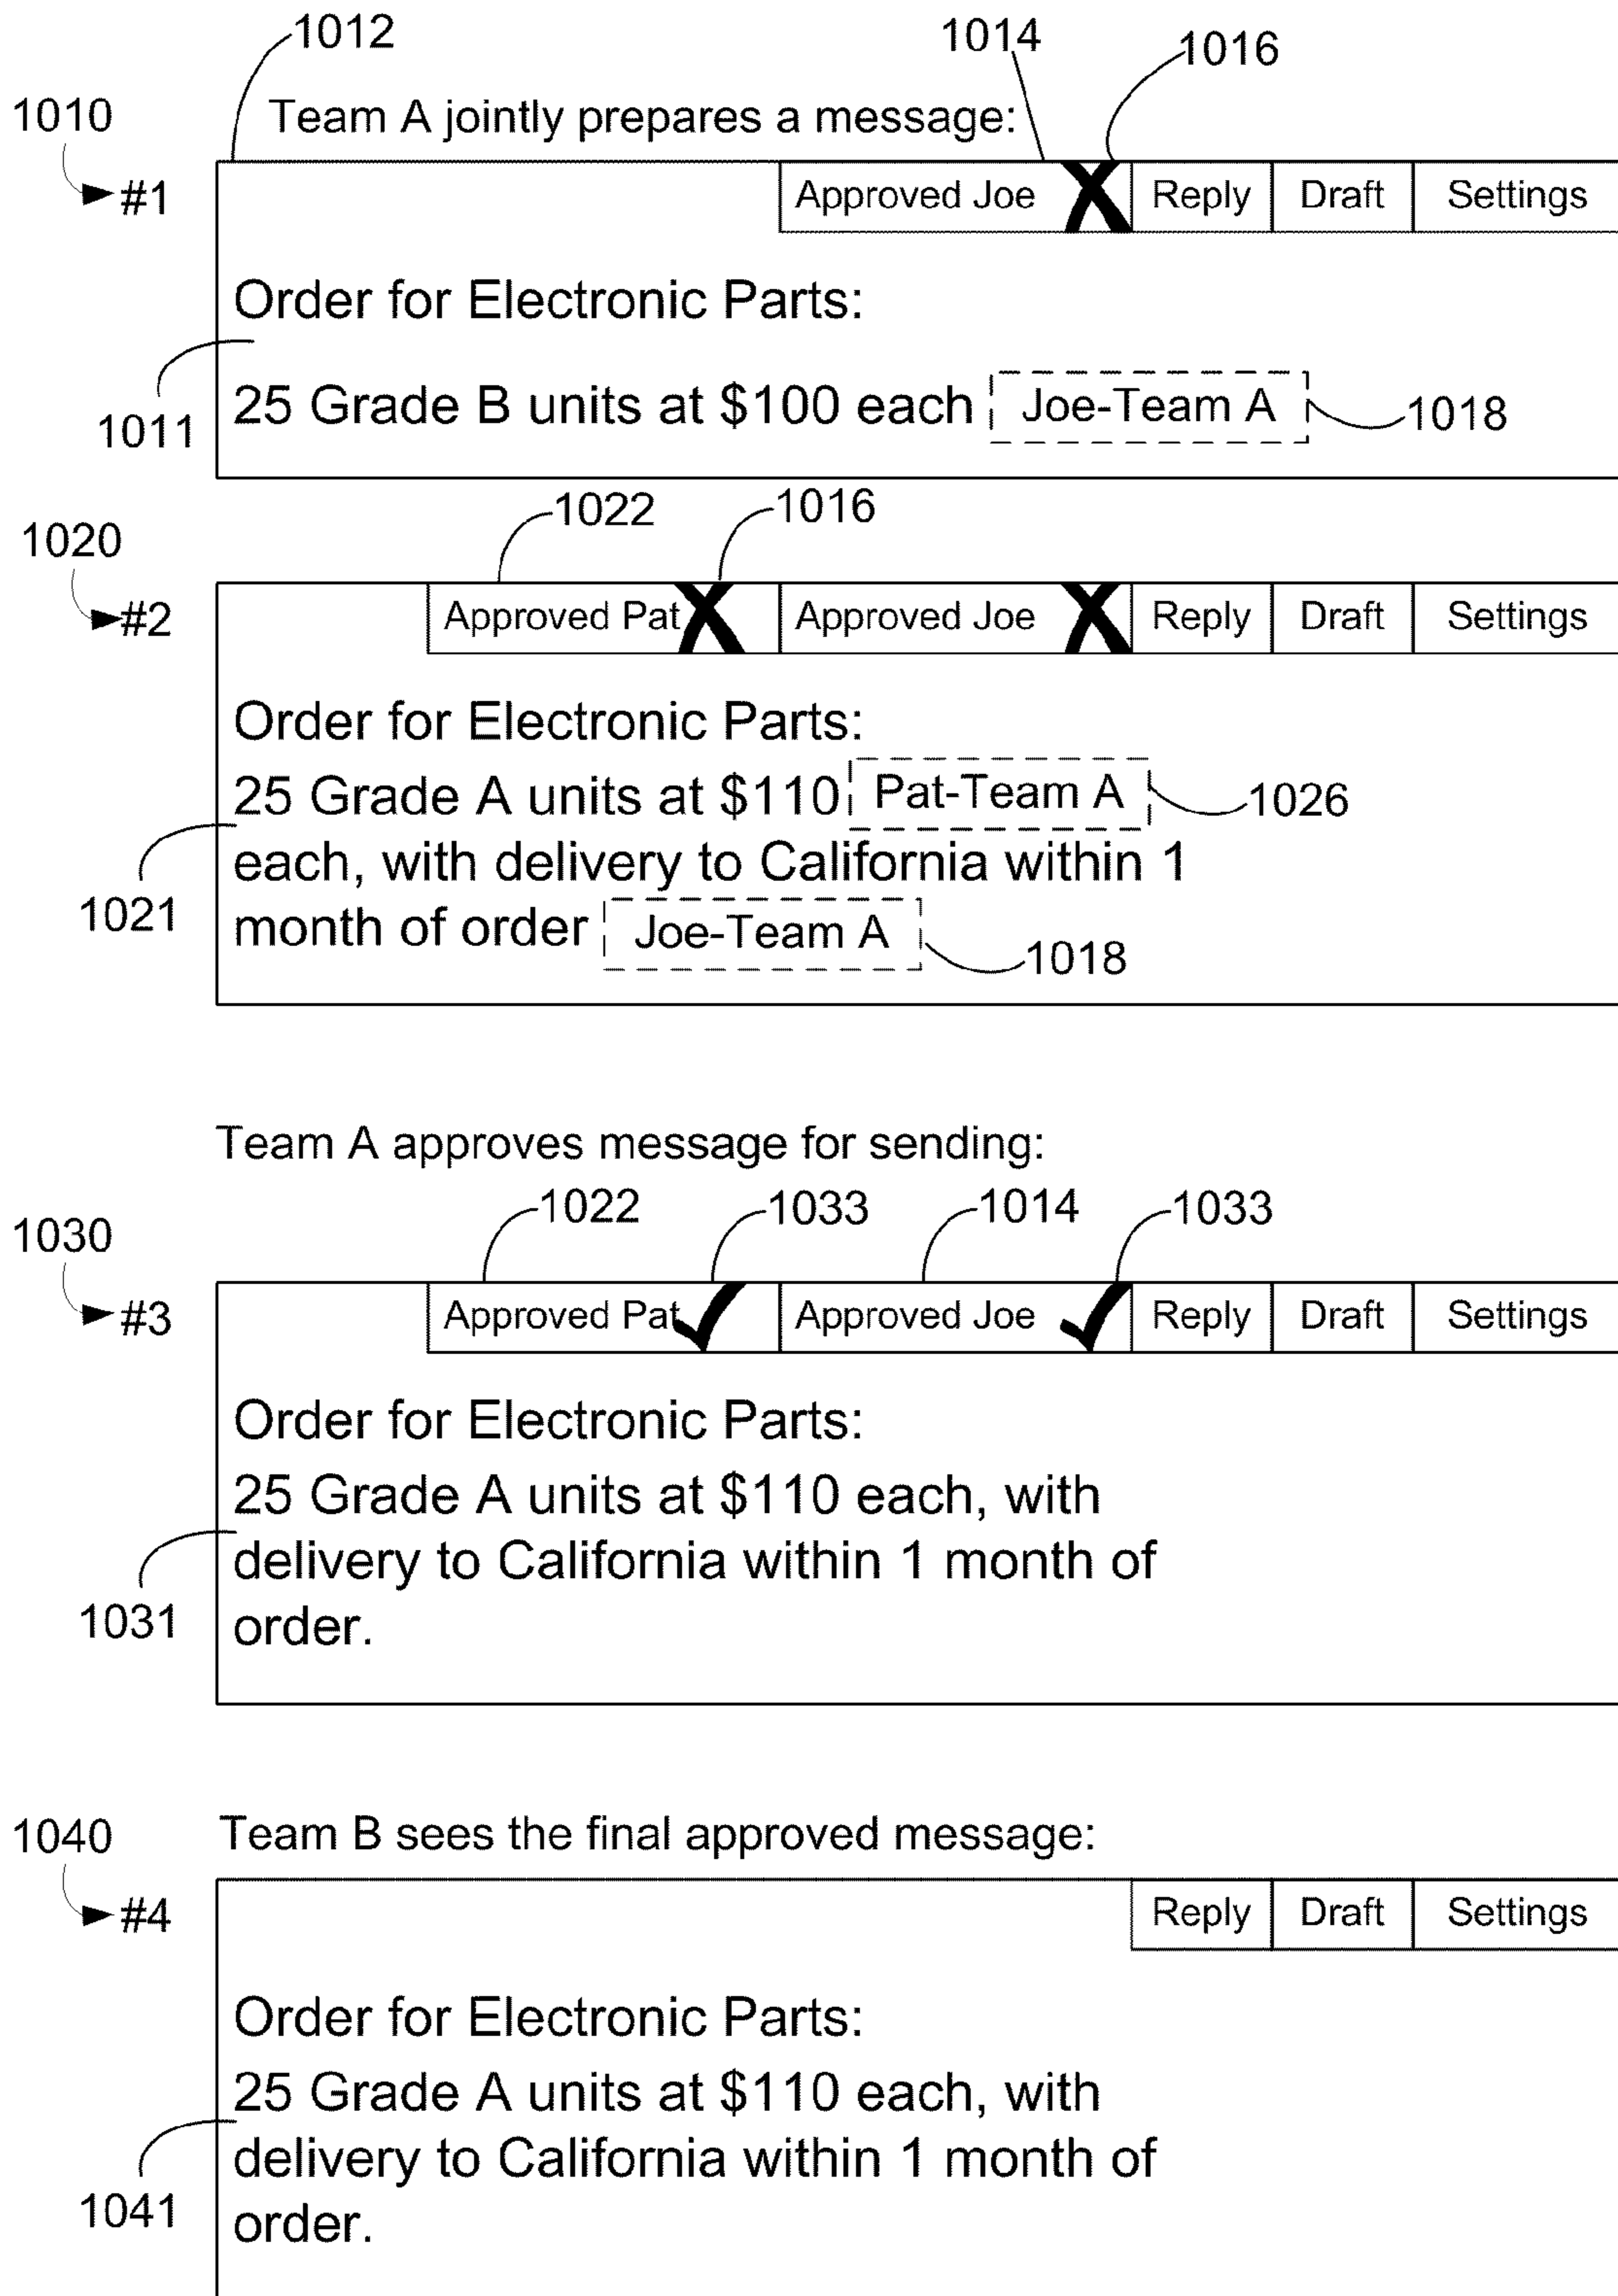 1012
1014
1016
1010
Team A jointly prepares a message:
#1
Approved Joe X Reply Draft Settings
Order for Electronic Parts:
1011
25 Grade B units at $100 each Joe-Team A
1018
1022
1016
1020
#2
Approved Pat X Approved Joe X Reply Draft Settings
Order for Electronic Parts:
25 Grade A units at $110 Pat-Team A
1026
each, with delivery to California within 1
1021
month of order Joe-Team A
1018
Team A approves message for sending:
1022
1033
1014
1033
1030
#3
Approved Pat ✓ Approved Joe ✓ Reply Draft Settings
Order for Electronic Parts:
25 Grade A units at $110 each, with
delivery to California within 1 month of
1031
order.
1040
Team B sees the final approved message:
#4
Reply Draft Settings
Order for Electronic Parts:
25 Grade A units at $110 each, with
delivery to California within 1 month of
1041
order.